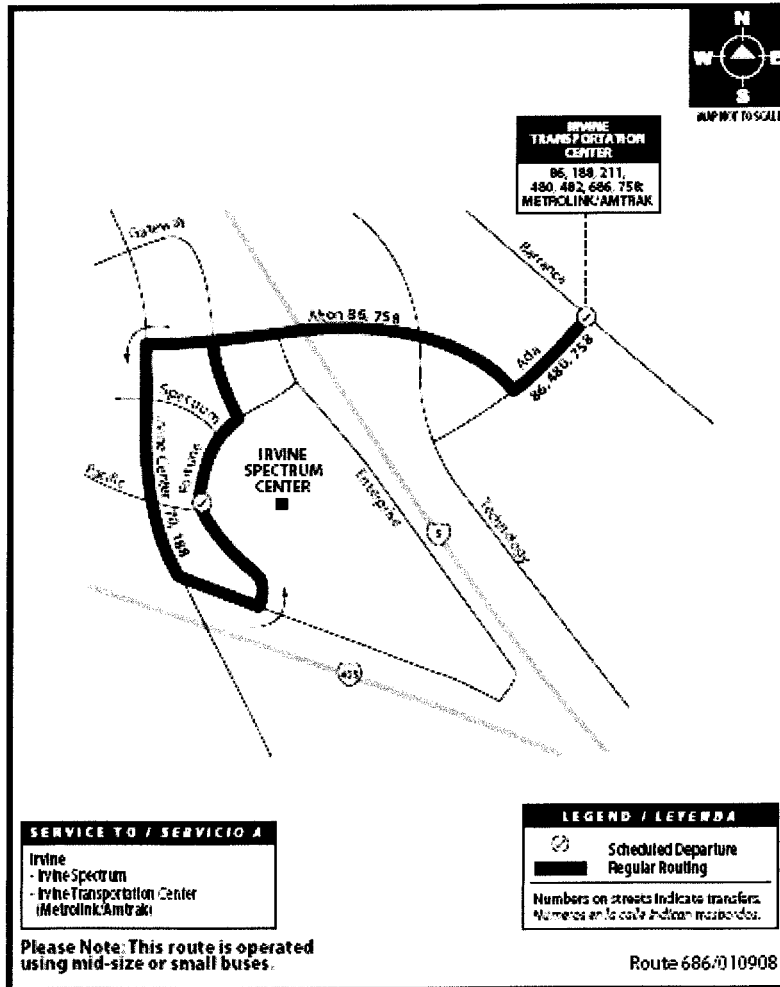 N
W E
S
MAP NOT TO SCALE
IRVINE
TRANSPORTATION
CENTER
86, 188, 211,
480, 482, 686, 758
METROLINK/AMTRAK
Gateway
Barranca
Alton 86, 758
Ada
86, 480, 758
Spectrum
Fortune
Irvine Center 70, 188
Pacific
IRVINE
SPECTRUM
CENTER
Enterprise
Technology
5
405
SERVICE TO / SERVICIO A
Irvine
- Irvine Spectrum
- Irvine Transportation Center
(Metrolink/Amtrak)
LEGEND / LEYENDA
Scheduled Departure
Regular Routing
Numbers on streets indicate transfers.
Números en la calle indican trasbordos.
Please Note: This route is operated
using mid-size or small buses.
Route 686/010908